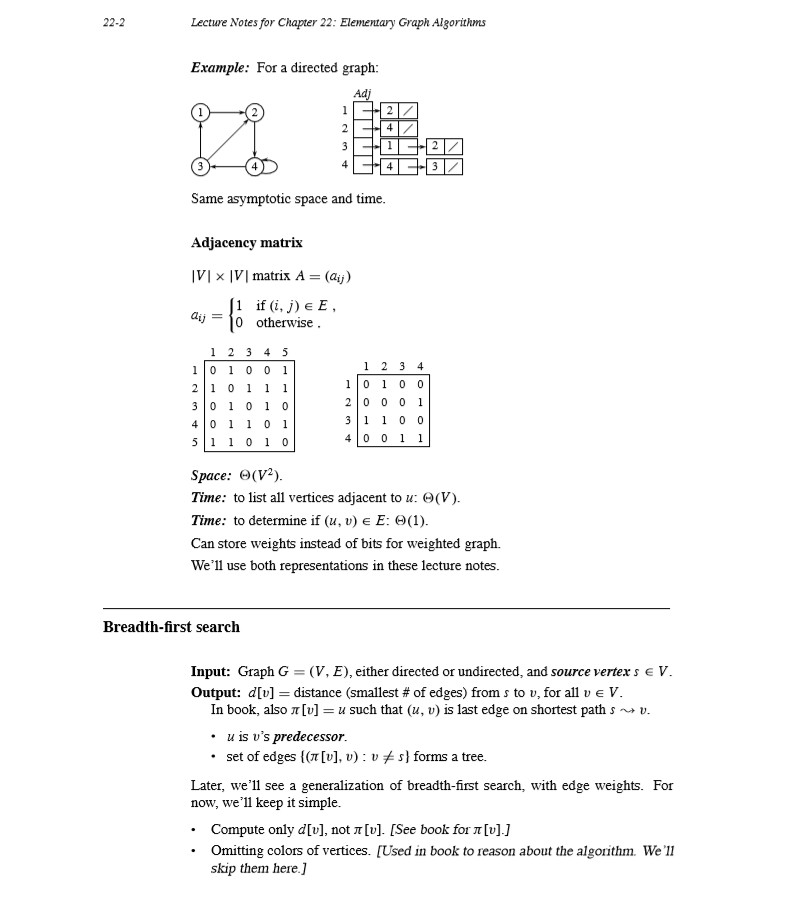 22-2 Lecture Notes for Chapter 22: Elementary Graph Algorithms
Example: For a directed graph:
Adj
1 2
3 4
1 2 /
2 4 /
3 1 2 /
4 4 3 /
Same asymptotic space and time.
Adjacency matrix
|V| × |V| matrix A = (aij)
aij = { 1 if (i, j) ∈ E ,
0 otherwise .
1 2 3 4 5
1 0 1 0 0 1
2 1 0 1 1 1
3 0 1 0 1 0
4 0 1 1 0 1
5 1 1 0 1 0
1 2 3 4
1 0 1 0 0
2 0 0 0 1
3 1 1 0 0
4 0 0 1 1
Space: Θ(V²).
Time: to list all vertices adjacent to u: Θ(V).
Time: to determine if (u, v) ∈ E: Θ(1).
Can store weights instead of bits for weighted graph.
We'll use both representations in these lecture notes.
Breadth-first search
Input: Graph G = (V, E), either directed or undirected, and source vertex s ∈ V.
Output: d[v] = distance (smallest # of edges) from s to v, for all v ∈ V.
In book, also π[v] = u such that (u, v) is last edge on shortest path s ⇝ v.
• u is v's predecessor.
• set of edges {(π[v], v) : v ≠ s} forms a tree.
Later, we'll see a generalization of breadth-first search, with edge weights. For
now, we'll keep it simple.
• Compute only d[v], not π[v]. [See book for π[v].]
• Omitting colors of vertices. [Used in book to reason about the algorithm. We'll
skip them here.]